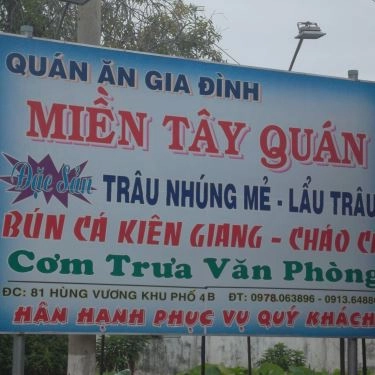 QUÁN ĂN GIA ĐÌNH
MIỀN TÂY QUÁN
Đặc Sản
TRÂU NHÚNG MẺ - LẨU TRÂU
BÚN CÁ KIÊN GIANG - CHÁO C
Cơm Trưa Văn Phòng
ĐC: 81 HÙNG VƯƠNG KHU PHỐ 4B ĐT: 0978.063896 - 0913.6488
HÂN HẠNH PHỤC VỤ QUÝ KHÁCH